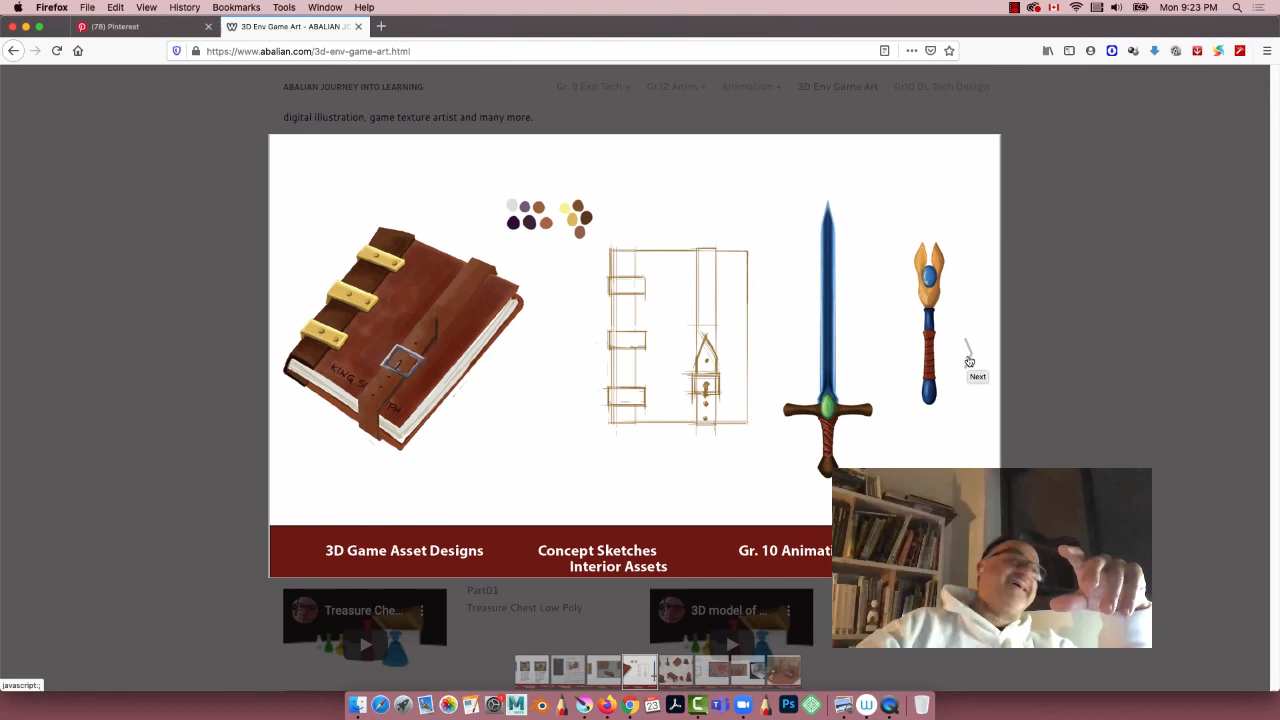 Firefox File Edit View History Bookmarks Tools Window Help
Mon 9:23 PM
(78) Pinterest
3D Env Game Art - ABALIAN JO
https://www.abalian.com/3d-env-game-art.html
ABALIAN JOURNEY INTO LEARNING
Gr. 9 Exp Tech Gr.12 Anim Animation 3D Env Game Art Gr10 DL Tech Design
digital illustration, game texture artist and many more.
KING S
TH
Next
3D Game Asset Designs
Concept Sketches
Interior Assets
Gr. 10 Animati
Part01
Treasure Chest Low Poly
Treasure Che...
3D model of ...
javascript:;